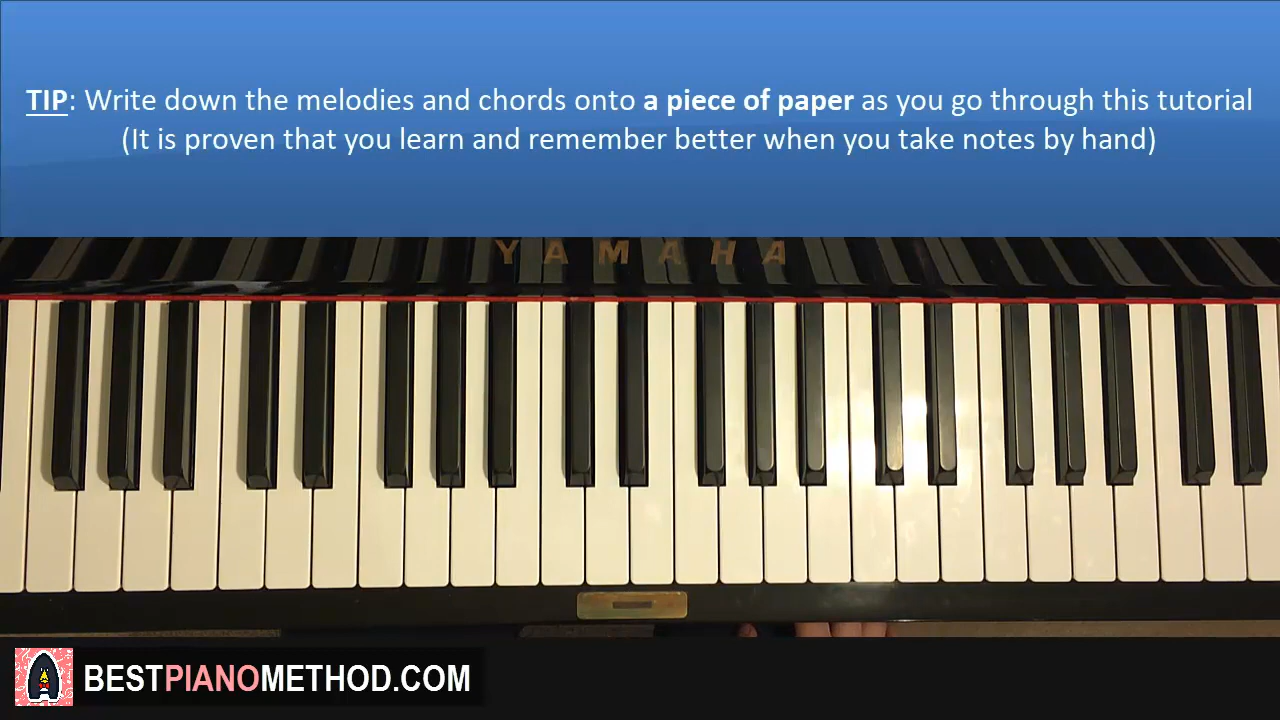 TIP: Write down the melodies and chords onto a piece of paper as you go through this tutorial
(It is proven that you learn and remember better when you take notes by hand)
YAMAHA
BESTPIANOMETHOD.COM